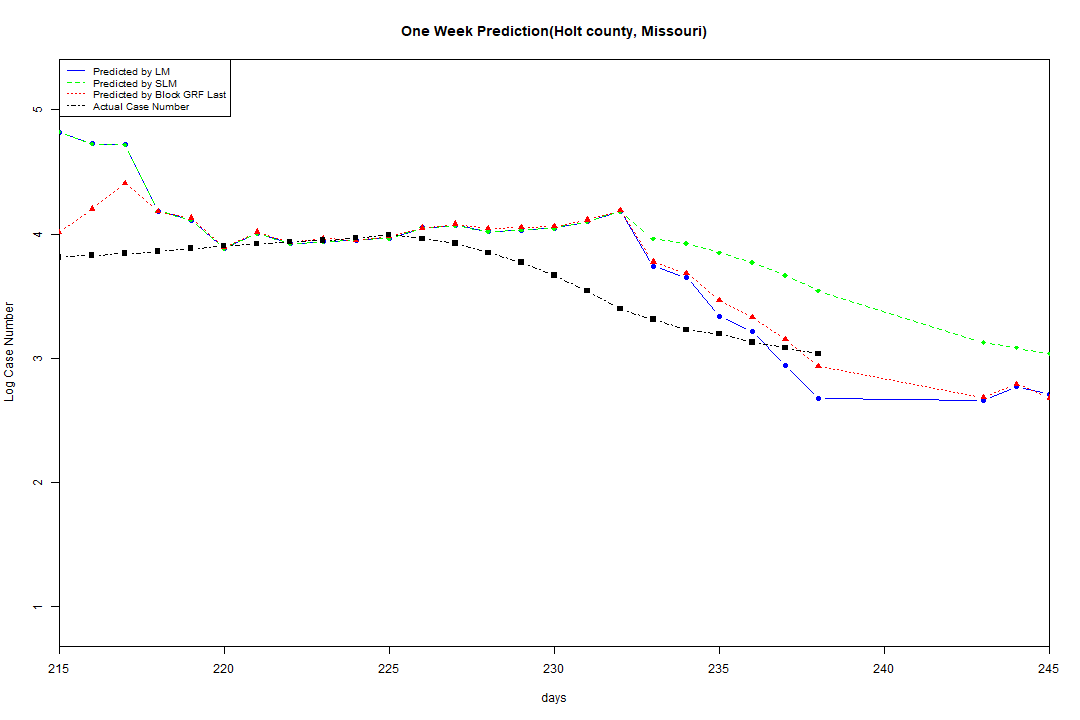 One Week Prediction(Holt county, Missouri)
Predicted by LM
Predicted by SLM
Predicted by Block GRF Last
Actual Case Number
5
4
3
2
1
Log Case Number
215 220 225 230 235 240 245
days